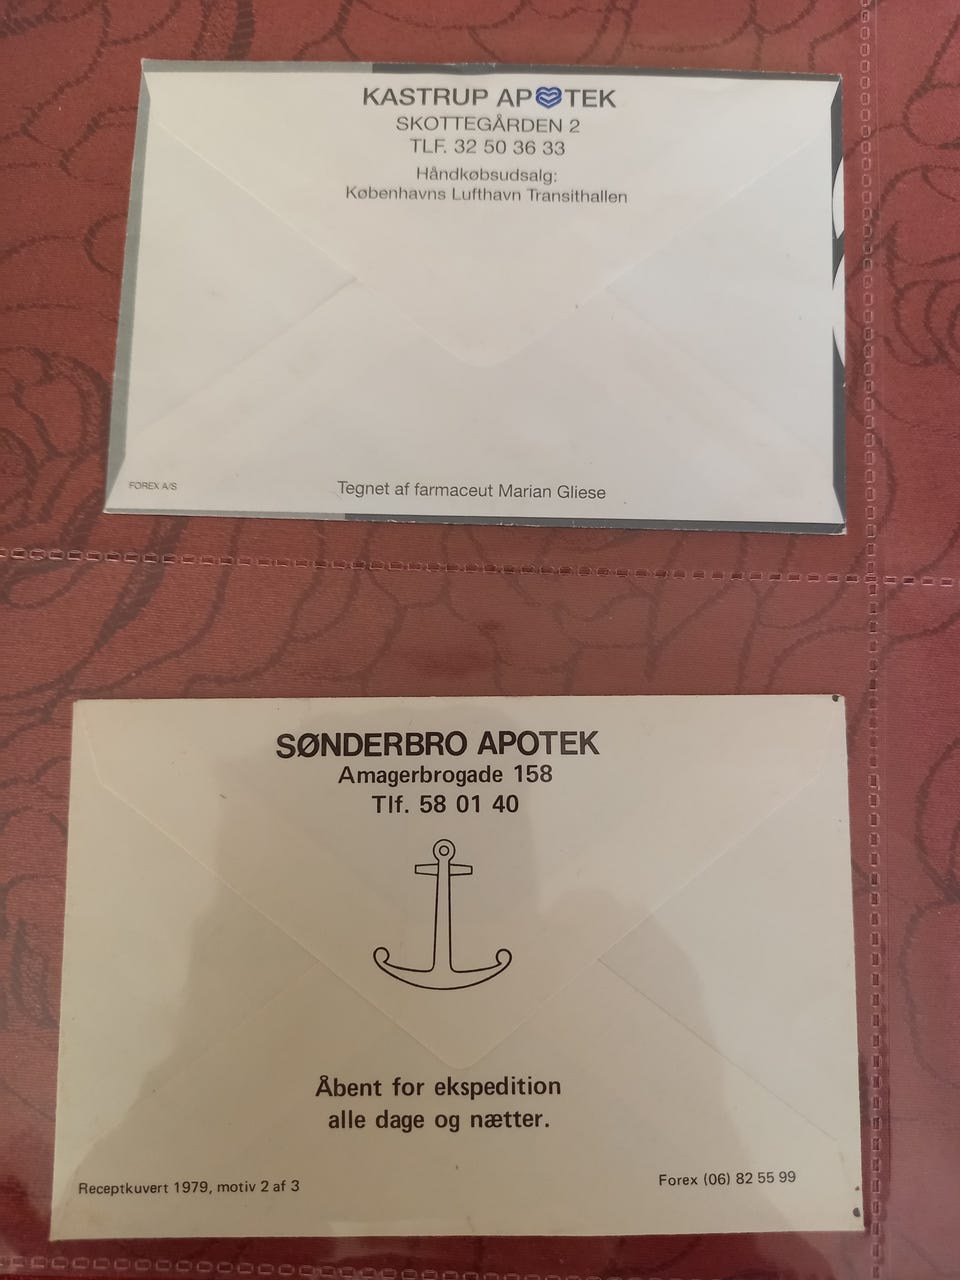 KASTRUP APOTEK
SKOTTEGÅRDEN 2
TLF. 32 50 36 33
Håndkøbsudsalg:
Københavns Lufthavn Transithallen
FOREX A/S
Tegnet af farmaceut Marian Gliese
SØNDERBRO APOTEK
Amagerbrogade 158
Tlf. 58 01 40
Åbent for ekspedition
alle dage og nætter.
Receptkuvert 1979, motiv 2 af 3
Forex (06) 82 55 99